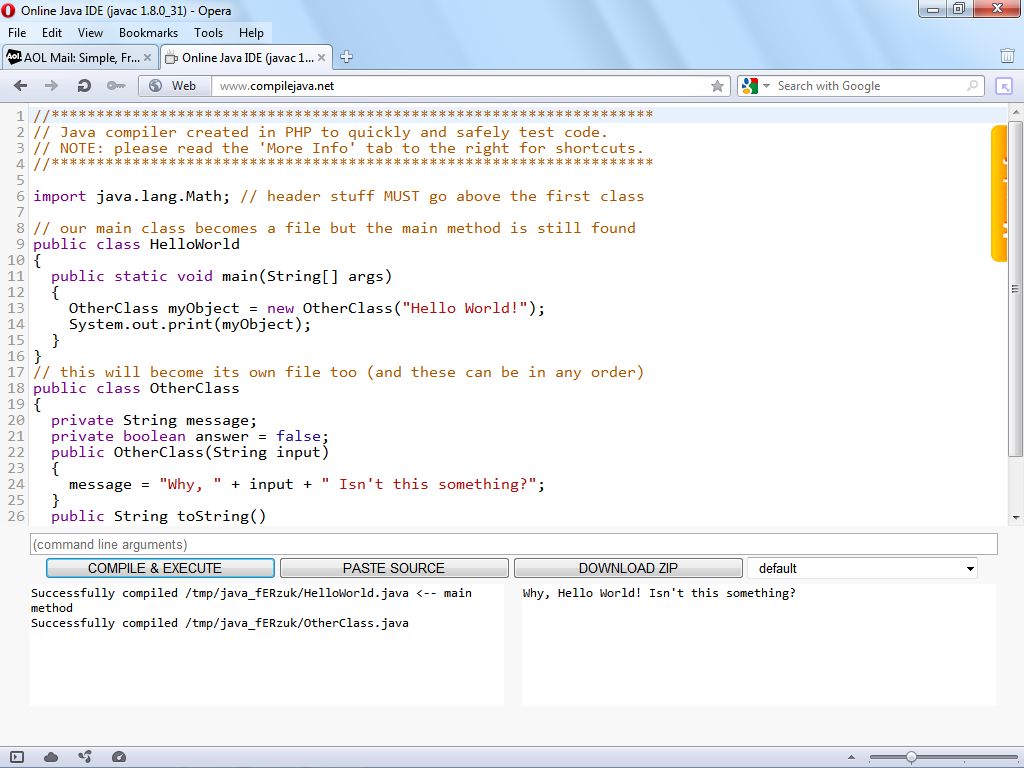 Online Java IDE (javac 1.8.0_31) - Opera
File Edit View Bookmarks Tools Help
AOL Mail: Simple, Fr...
Online Java IDE (javac 1...
Web
www.compilejava.net
Search with Google
1 //*******************************************************************
2 // Java compiler created in PHP to quickly and safely test code.
3 // NOTE: please read the 'More Info' tab to the right for shortcuts.
4 //*******************************************************************
5
6 import java.lang.Math; // header stuff MUST go above the first class
7
8 // our main class becomes a file but the main method is still found
9 public class HelloWorld
10 {
11   public static void main(String[] args)
12   {
13     OtherClass myObject = new OtherClass("Hello World!");
14     System.out.print(myObject);
15   }
16 }
17 // this will become its own file too (and these can be in any order)
18 public class OtherClass
19 {
20   private String message;
21   private boolean answer = false;
22   public OtherClass(String input)
23   {
24     message = "Why, " + input + " Isn't this something?";
25   }
26   public String toString()
(command line arguments)
COMPILE & EXECUTE
PASTE SOURCE
DOWNLOAD ZIP
default
Successfully compiled /tmp/java_fERzuk/HelloWorld.java <-- main
method
Successfully compiled /tmp/java_fERzuk/OtherClass.java
Why, Hello World! Isn't this something?